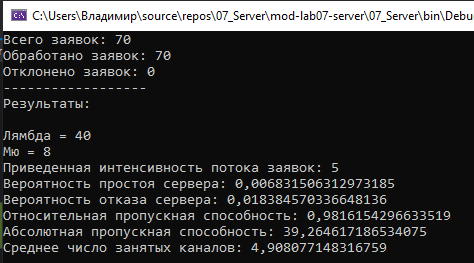 C:\Users\Владимир\source\repos\07_Server\mod-lab07-server\07_Server\bin\Debu
Всего заявок: 70
Обработано заявок: 70
Отклонено заявок: 0
------------------
Результаты:
Лямбда = 40
Мю = 8
Приведенная интенсивность потока заявок: 5
Вероятность простоя сервера: 0,006831506312973185
Вероятность отказа сервера: 0,018384570336648136
Относительная пропускная способность: 0,9816154296633519
Абсолютная пропускная способность: 39,264617186534075
Среднее число занятых каналов: 4,908077148316759